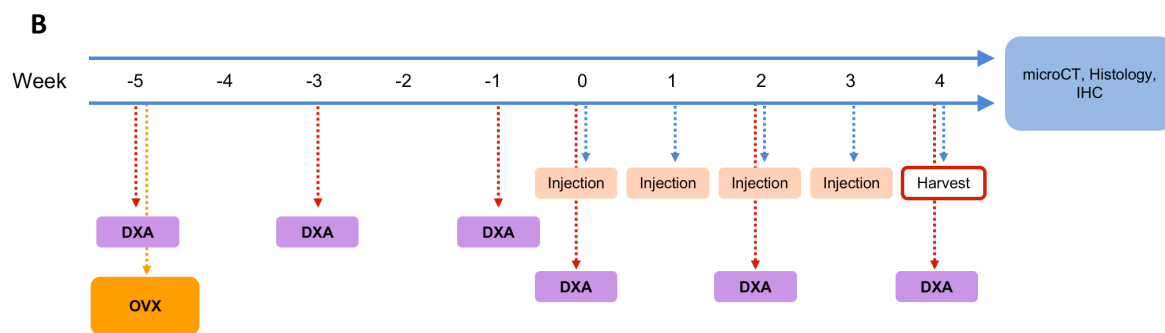 B
Week -5 -4 -3 -2 -1 0 1 2 3 4
microCT, Histology,
IHC
Injection Injection Injection Injection Harvest
DXA DXA DXA
DXA DXA DXA
OVX